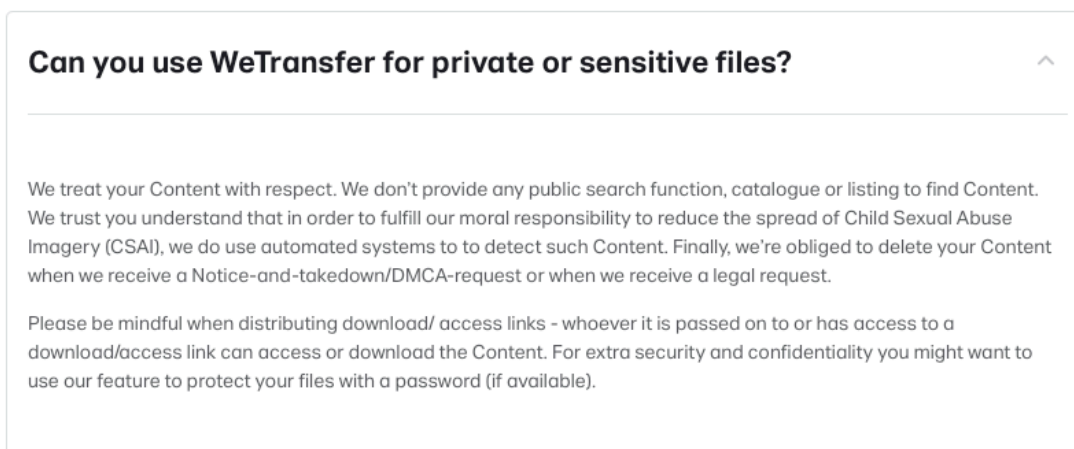 Can you use WeTransfer for private or sensitive files?
We treat your Content with respect. We don't provide any public search function, catalogue or listing to find Content.
We trust you understand that in order to fulfill our moral responsibility to reduce the spread of Child Sexual Abuse
Imagery (CSAI), we do use automated systems to to detect such Content. Finally, we're obliged to delete your Content
when we receive a Notice-and-takedown/DMCA-request or when we receive a legal request.
Please be mindful when distributing download/ access links - whoever it is passed on to or has access to a
download/access link can access or download the Content. For extra security and confidentiality you might want to
use our feature to protect your files with a password (if available).